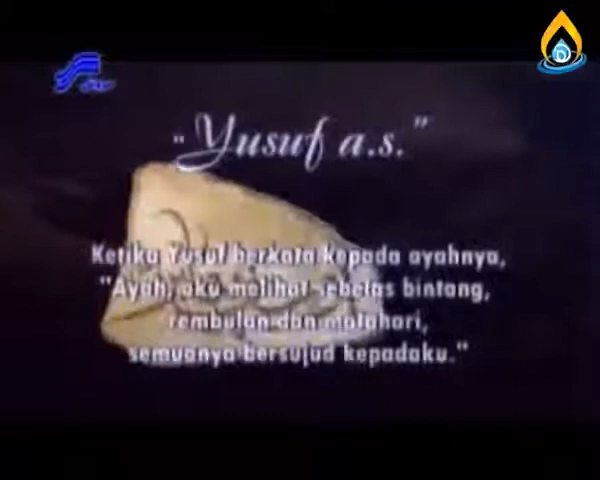 "Yusuf a.s."
Ketika Yusuf berkata kepada ayahnya,
"Ayah, aku melihat sebelas bintang,
rembulan dan matahari,
semuanya bersujud kepadaku."